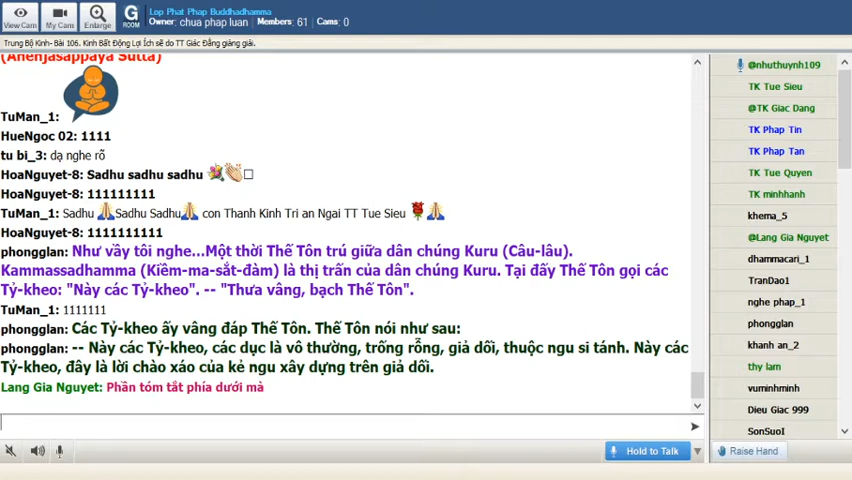 View Cam
My Cam
Enlarge
G
ROOM
Lop Phat Phap Buddhadhamma
Owner: chua phap luan Members: 61 Cams: 0
Trung Bộ Kinh- Bài 106. Kinh Bất Động Lợi Ích sẽ do TT Giác Đẳng giảng giải.
(Anenjasappaya Sutta)
TuMan_1:
HueNgoc 02: 1111
tu bi_3: dạ nghe rõ
HoaNguyet-8: Sadhu sadhu sadhu
HoaNguyet-8: 111111111
TuMan_1: Sadhu Sadhu Sadhu con Thanh Kinh Tri an Ngai TT Tue Sieu
HoaNguyet-8: 1111111111
phongglan: Như vầy tôi nghe...Một thời Thế Tôn trú giữa dân chúng Kuru (Câu-lâu).
Kammassadhamma (Kiềm-ma-sắt-đàm) là thị trấn của dân chúng Kuru. Tại đấy Thế Tôn gọi các
Tỷ-kheo: "Này các Tỷ-kheo". -- "Thưa vâng, bạch Thế Tôn".
TuMan_1: 1111111
phongglan: Các Tỷ-kheo ấy vâng đáp Thế Tôn. Thế Tôn nói như sau:
phongglan: -- Này các Tỷ-kheo, các dục là vô thường, trống rỗng, giả dối, thuộc ngu si tánh. Này các
Tỷ-kheo, đây là lời chào xáo của kẻ ngu xây dựng trên giả dối.
Lang Gia Nguyet: Phần tóm tắt phía dưới mà
@nhuthuynh109
TK Tue Sieu
@TK Giac Dang
TK Phap Tin
TK Phap Tan
TK Tue Quyen
TK minhhanh
khema_5
@Lang Gia Nguyet
dhammacari_1
TranDao1
nghe phap_1
phongglan
khanh an_2
thy lam
vuminhminh
Dieu Giac 999
SonSuoI
Hold to Talk
Raise Hand